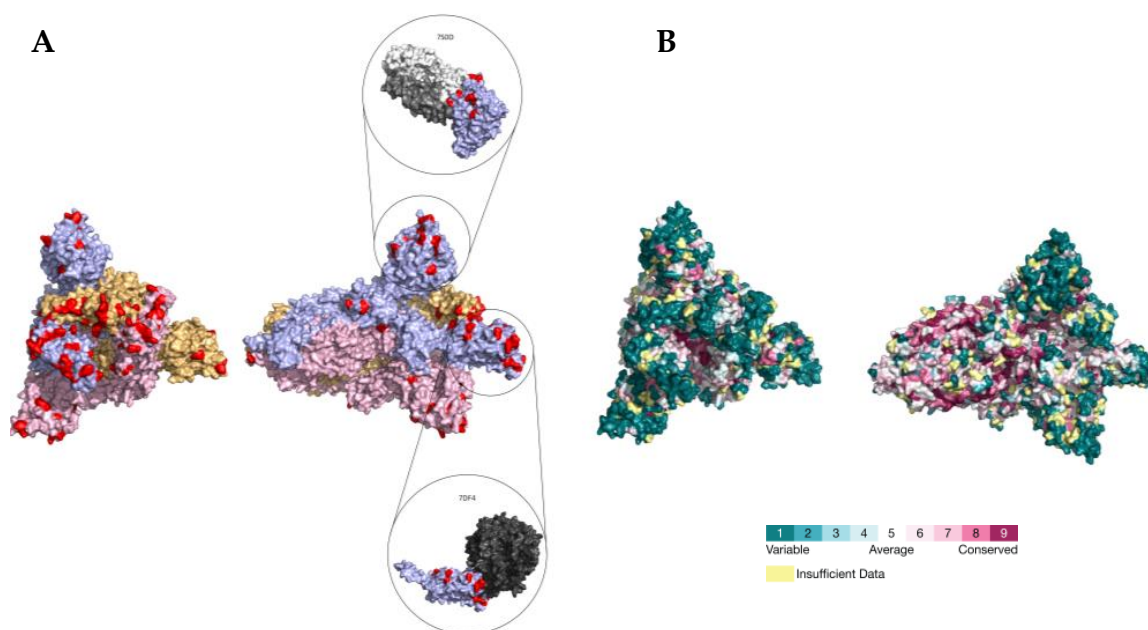 A
B
7S0D
7DF4
1 2 3 4 5 6 7 8 9
Variable Average Conserved
Insufficient Data